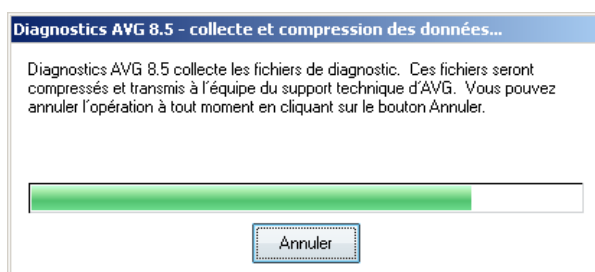 Diagnostics AVG 8.5 - collecte et compression des données...
Diagnostics AVG 8.5 collecte les fichiers de diagnostic. Ces fichiers seront
compressés et transmis à l'équipe du support technique d'AVG. Vous pouvez
annuler l'opération à tout moment en cliquant sur le bouton Annuler.
Annuler